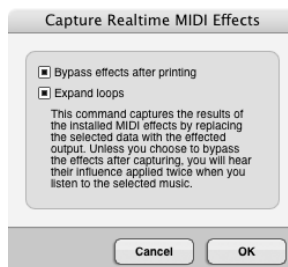 Capture Realtime MIDI Effects
Bypass effects after printing
Expand loops
This command captures the results of
the installed MIDI effects by replacing
the selected data with the effected
output. Unless you choose to bypass
the effects after capturing, you will hear
their influence applied twice when you
listen to the selected music.
Cancel
OK